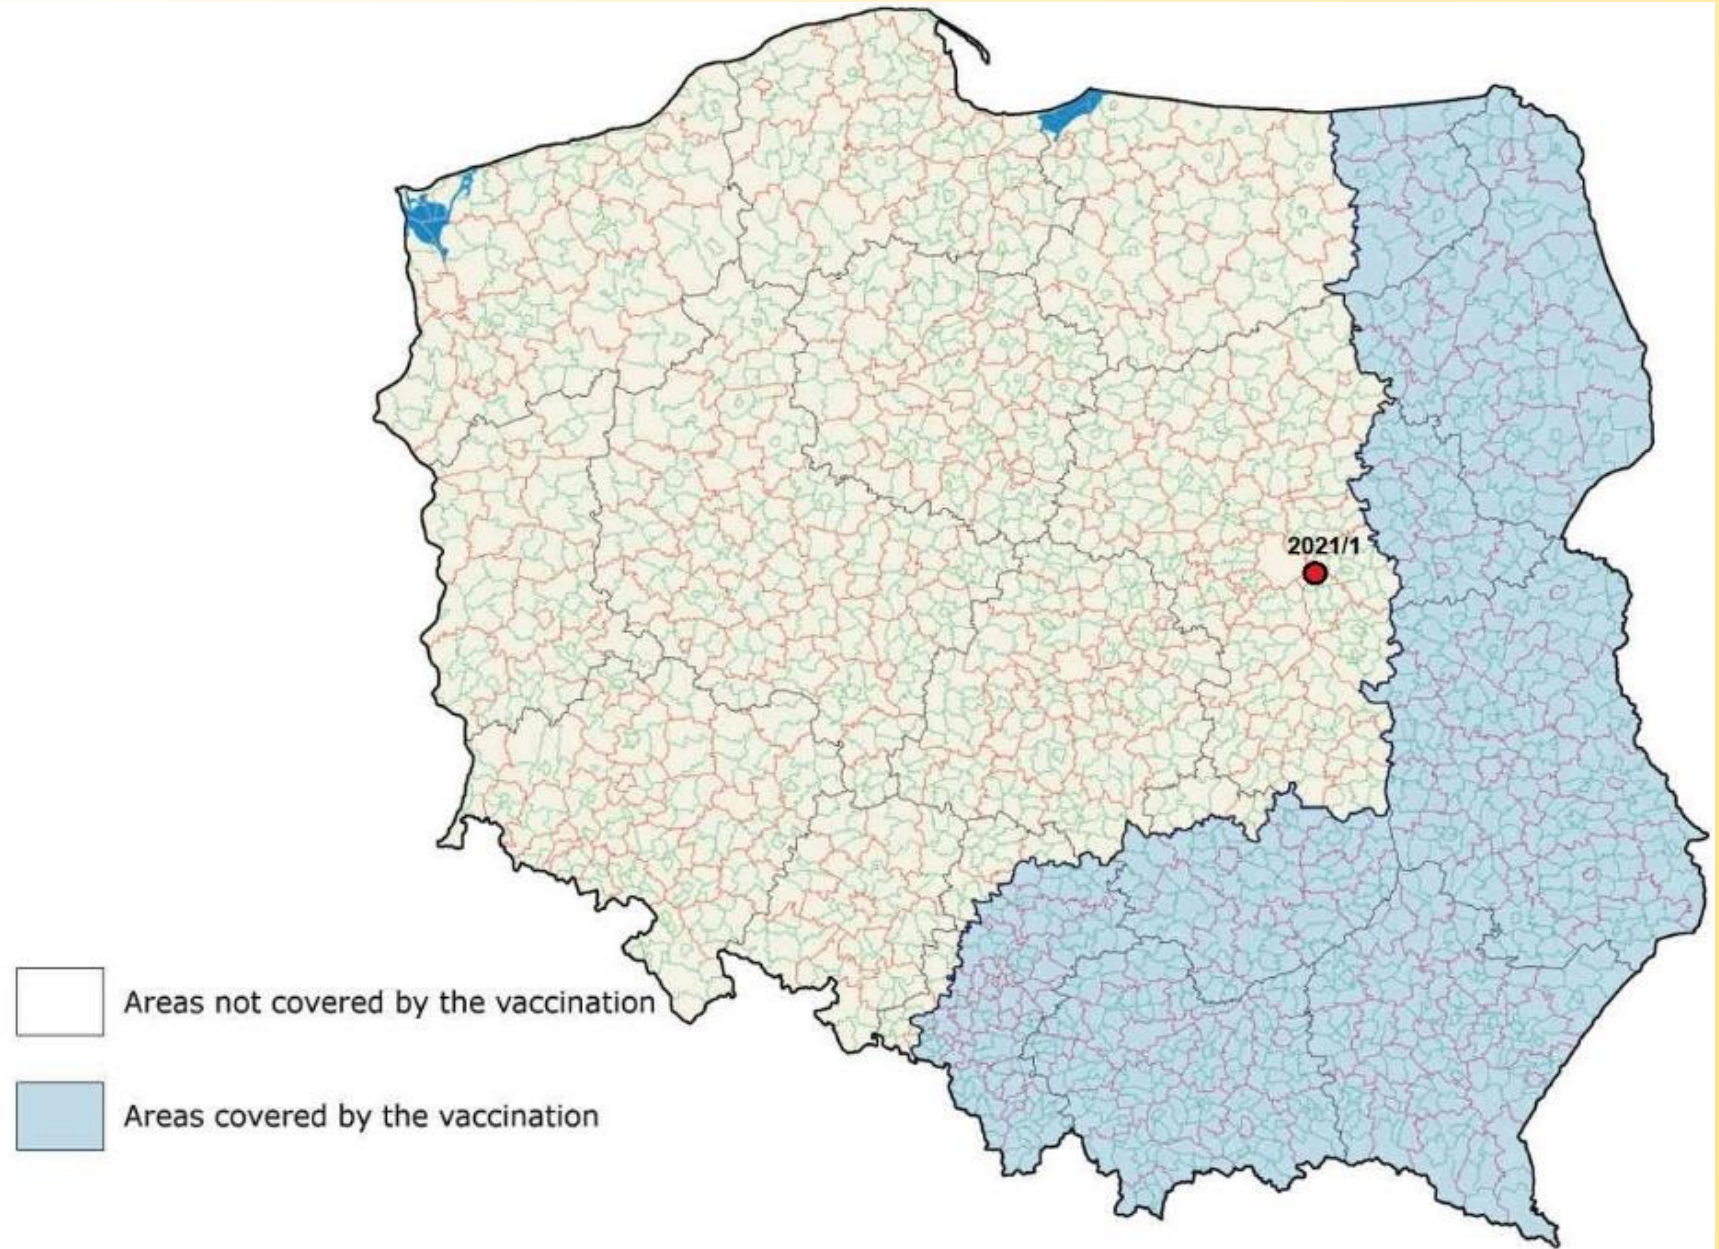 2021/1
Areas not covered by the vaccination
Areas covered by the vaccination